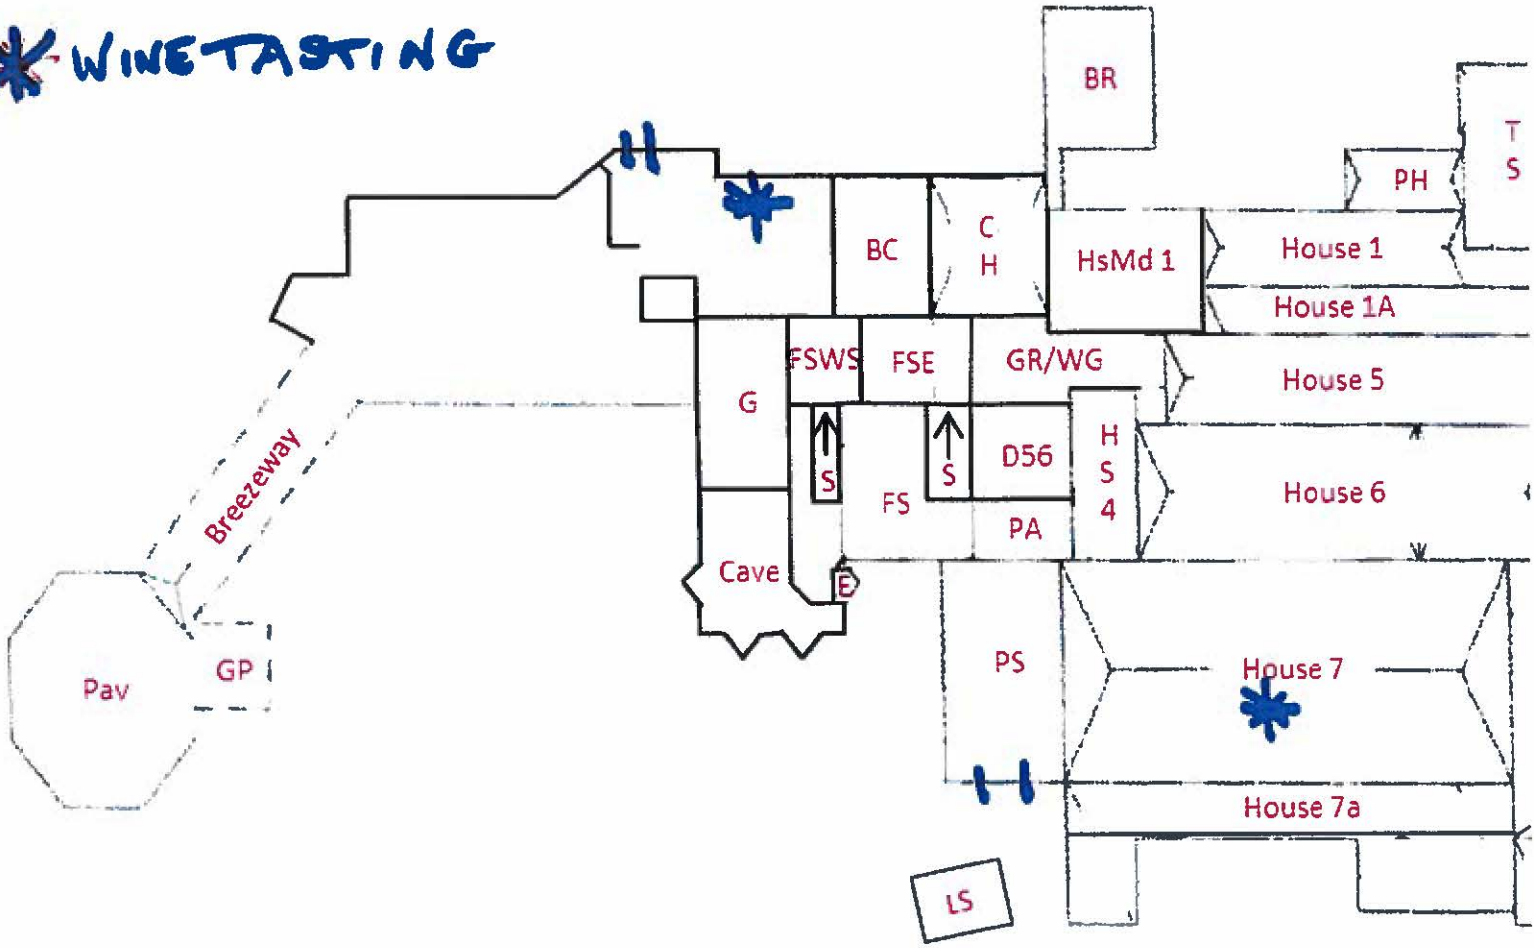 WINETASTING
BR
T
S
PH
C
H
BC
HsMd 1
House 1
House 1A
FSWS
FSE
GR/WG
House 5
G
H
S
4
D56
S
S
House 6
FS
PA
Breezeway
Cave
E
PS
House 7
GP
Pav
House 7a
LS